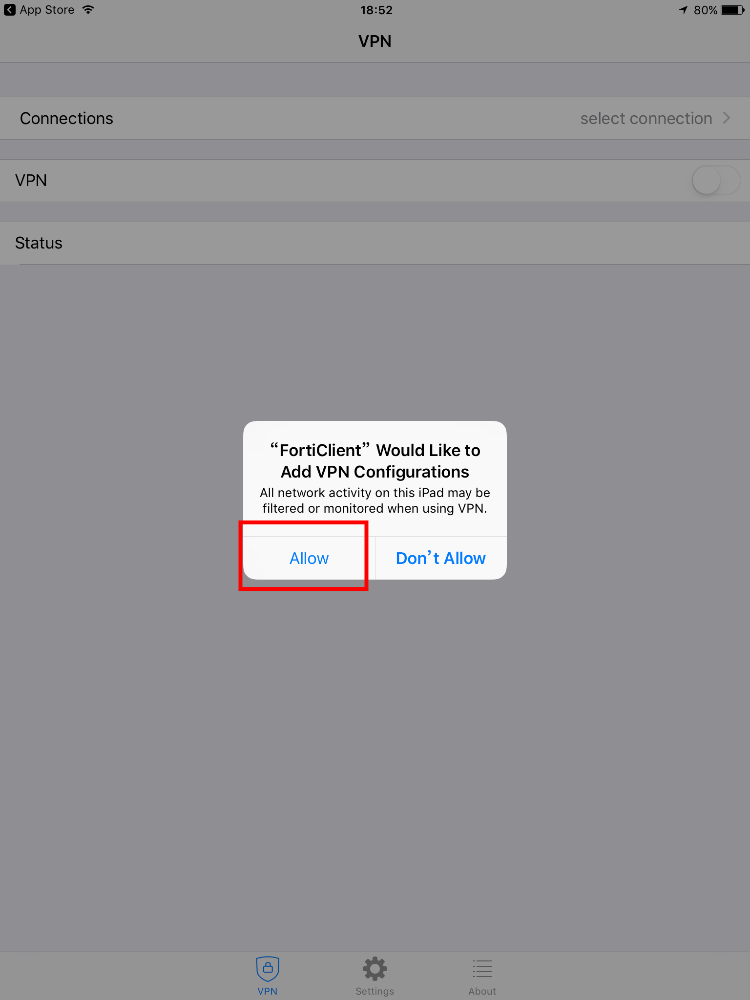 App Store
18:52
80%
VPN
Connections
select connection
VPN
Status
“FortiClient” Would Like to
Add VPN Configurations
All network activity on this iPad may be
filtered or monitored when using VPN.
Allow
Don’t Allow
VPN
Settings
About